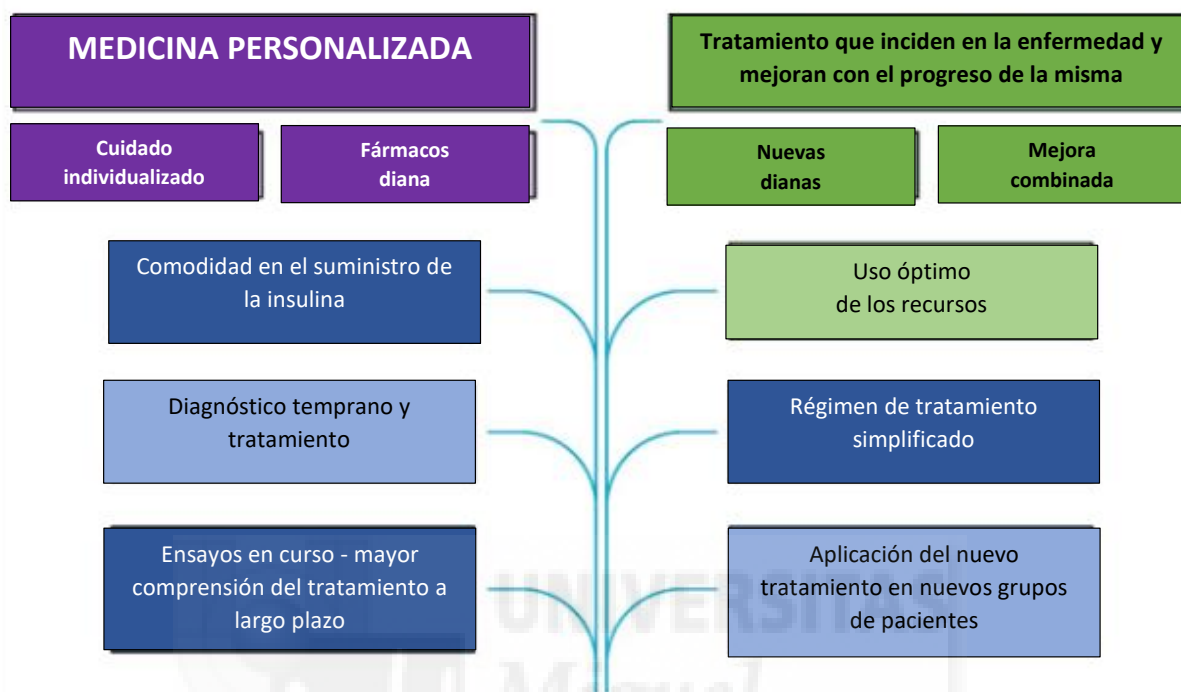 MEDICINA PERSONALIZADA
Tratamiento que inciden en la enfermedad y
mejoran con el progreso de la misma
Cuidado
individualizado
Fármacos
diana
Nuevas
dianas
Mejora
combinada
Comodidad en el suministro de
la insulina
Uso óptimo
de los recursos
Diagnóstico temprano y
tratamiento
Régimen de tratamiento
simplificado
Ensayos en curso - mayor
comprensión del tratamiento a
largo plazo
Aplicación del nuevo
tratamiento en nuevos grupos
de pacientes
UNIVERSITAS
Miguel